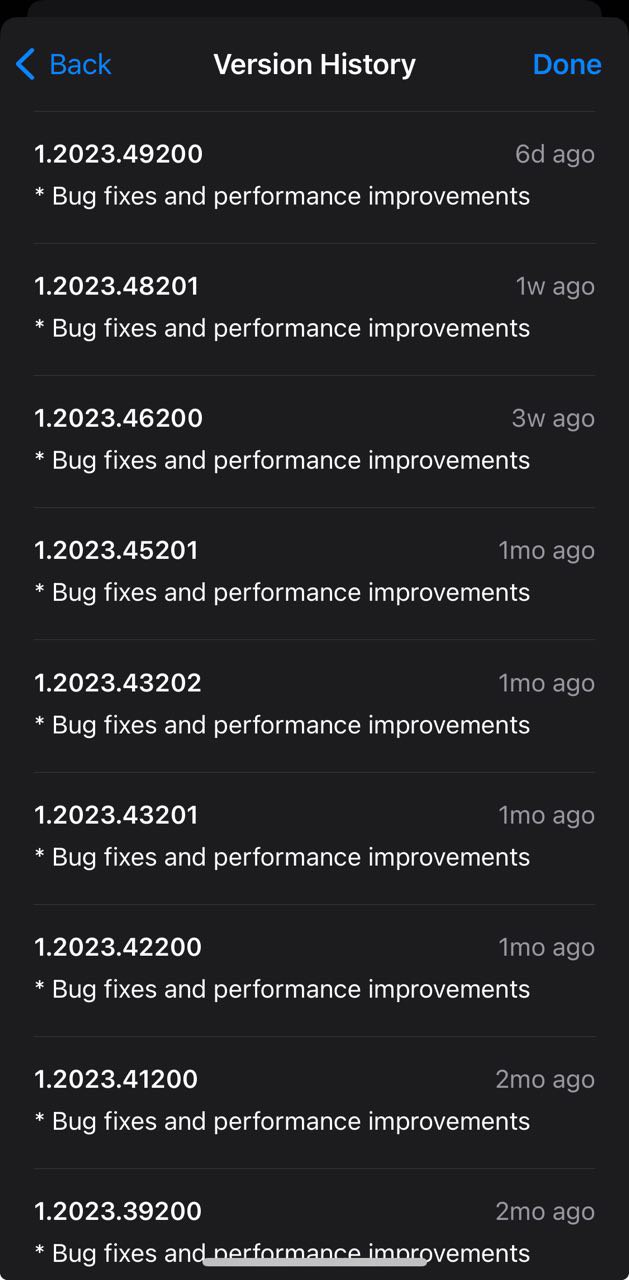 Back Version History Done
1.2023.49200 6d ago
* Bug fixes and performance improvements
1.2023.48201 1w ago
* Bug fixes and performance improvements
1.2023.46200 3w ago
* Bug fixes and performance improvements
1.2023.45201 1mo ago
* Bug fixes and performance improvements
1.2023.43202 1mo ago
* Bug fixes and performance improvements
1.2023.43201 1mo ago
* Bug fixes and performance improvements
1.2023.42200 1mo ago
* Bug fixes and performance improvements
1.2023.41200 2mo ago
* Bug fixes and performance improvements
1.2023.39200 2mo ago
* Bug fixes and performance improvements